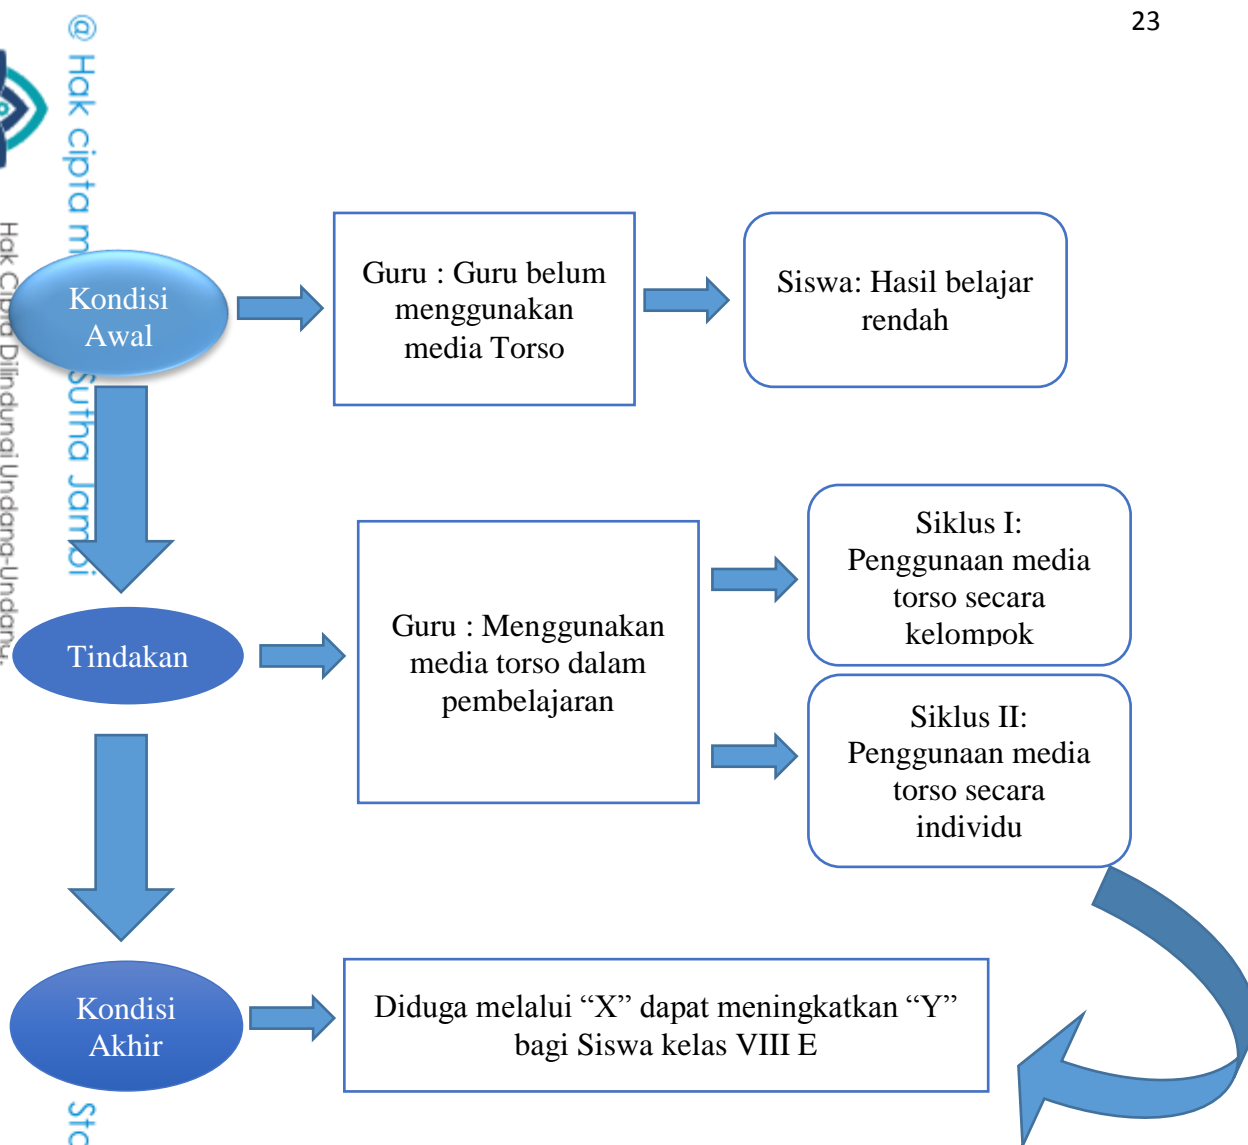 23
@ Hak cipta m
Sutha Jambi
Hak Cipta Dilindungi Undang-Undang:
Kondisi
Awal
Guru : Guru belum
menggunakan
media Torso
Siswa: Hasil belajar
rendah
Tindakan
Guru : Menggunakan
media torso dalam
pembelajaran
Siklus I:
Penggunaan media
torso secara
kelompok
Siklus II:
Penggunaan media
torso secara
individu
Kondisi
Akhir
Diduga melalui “X” dapat meningkatkan “Y”
bagi Siswa kelas VIII E